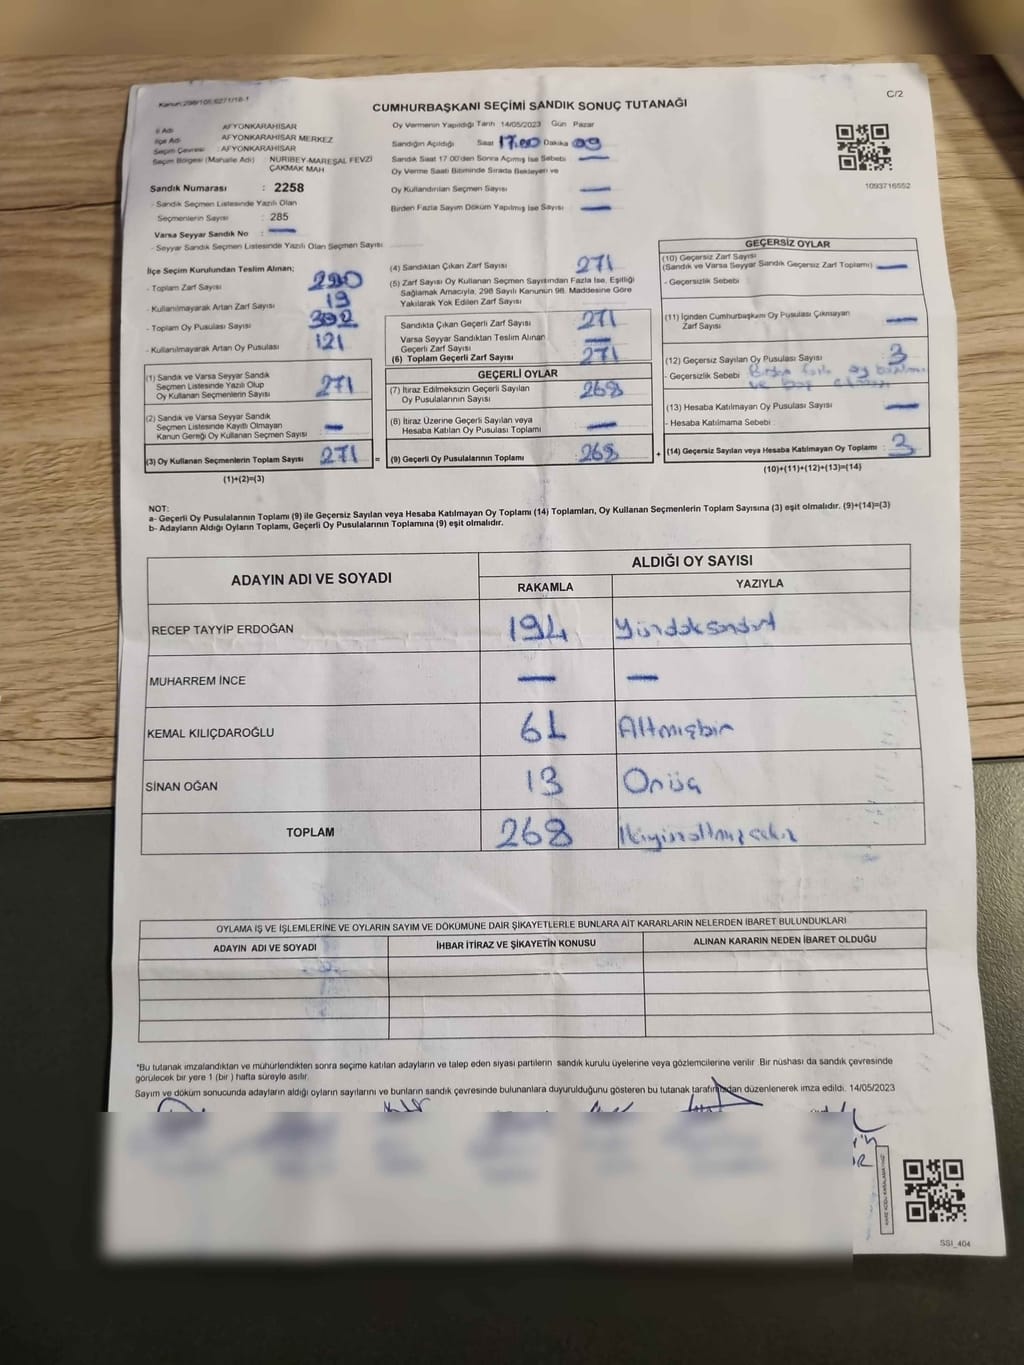 Kanun:298/105;6271/18-1
C/2
CUMHURBAŞKANI SEÇİMİ SANDIK SONUÇ TUTANAĞI
İl Adı : AFYONKARAHİSAR
İlçe Adı : AFYONKARAHİSAR MERKEZ
Seçim Çevresi : AFYONKARAHİSAR
Seçim Bölgesi (Mahalle Adı) : NURİBEY-MAREŞAL FEVZİ ÇAKMAK MAH
Sandık Numarası : 2258
- Sandık Seçmen Listesinde Yazılı Olan
Seçmenlerin Sayısı : 285
Varsa Seyyar Sandık No : —
- Seyyar Sandık Seçmen Listesinde Yazılı Olan Seçmen Sayısı
Oy Vermenin Yapıldığı Tarih 14/05/2023 Gün Pazar
Sandığın Açıldığı Saat 17.00 Dakika 09
Sandık Saat 17:00'den Sonra Açılmış İse Sebebi —
Oy Verme Saati Bitiminde Sırada Bekleyen ve
Oy Kullandırılan Seçmen Sayısı —
Birden Fazla Sayım Döküm Yapılmış İse Sayısı —
1093716552
İlçe Seçim Kurulundan Teslim Alınan;
- Toplam Zarf Sayısı : 290
- Kullanılmayarak Artan Zarf Sayısı : 19
- Toplam Oy Pusulası Sayısı : 392
- Kullanılmayarak Artan Oy Pusulası : 121
(1) Sandık ve Varsa Seyyar Sandık
Seçmen Listesinde Yazılı Olup
Oy Kullanan Seçmenlerin Sayısı : 271
(2) Sandık ve Varsa Seyyar Sandık
Seçmen Listesinde Kayıtlı Olmayan
Kanun Gereği Oy Kullanan Seçmen Sayısı : —
(3) Oy Kullanan Seçmenlerin Toplam Sayısı : 271 =
(1)+(2)=(3)
(4) Sandıktan Çıkan Zarf Sayısı : 271
(5) Zarf Sayısı Oy Kullanan Seçmen Sayısından Fazla İse, Eşitliği
Sağlamak Amacıyla, 298 Sayılı Kanunun 98. Maddesine Göre
Yakılarak Yok Edilen Zarf Sayısı
Sandıkta Çıkan Geçerli Zarf Sayısı : 271
Varsa Seyyar Sandıktan Teslim Alınan
Geçerli Zarf Sayısı : —
(6) Toplam Geçerli Zarf Sayısı : 271
GEÇERLİ OYLAR
(7) İtiraz Edilmeksizin Geçerli Sayılan
Oy Pusulalarının Sayısı : 268
(8) İtiraz Üzerine Geçerli Sayılan veya
Hesaba Katılan Oy Pusulası Toplamı : —
(9) Geçerli Oy Pusulalarının Toplamı : 268 +
GEÇERSİZ OYLAR
(10) Geçersiz Zarf Sayısı
(Sandık ve Varsa Seyyar Sandık Geçersiz Zarf Toplamı) : —
- Geçersizlik Sebebi
(11) İçinden Cumhurbaşkanı Oy Pusulası Çıkmayan
Zarf Sayısı : —
(12) Geçersiz Sayılan Oy Pusulası Sayısı : 3
- Geçersizlik Sebebi : Birden fazla oy
ve boş
(13) Hesaba Katılmayan Oy Pusulası Sayısı : —
- Hesaba Katılmama Sebebi :
(14) Geçersiz Sayılan veya Hesaba Katılmayan Oy Toplamı : 3
(10)+(11)+(12)+(13)=(14)
NOT:
a- Geçerli Oy Pusulalarının Toplamı (9) ile Geçersiz Sayılan veya Hesaba Katılmayan Oy Toplamı (14) Toplamları, Oy Kullanan Seçmenlerin Toplam Sayısına (3) eşit olmalıdır. (9)+(14)=(3)
b- Adayların Aldığı Oyların Toplamı, Geçerli Oy Pusulalarının Toplamına (9) eşit olmalıdır.
ADAYIN ADI VE SOYADI ALDIĞI OY SAYISI
RAKAMLA YAZIYLA
RECEP TAYYİP ERDOĞAN 194 Yüzdoksandört
MUHARREM İNCE — —
KEMAL KILIÇDAROĞLU 61 Altmışbir
SİNAN OĞAN 13 Onüç
TOPLAM 268 İkiyüzaltmışsekiz
OYLAMA İŞ VE İŞLEMLERİNE VE OYLARIN SAYIM VE DÖKÜMÜNE DAİR ŞİKAYETLERLE BUNLARA AİT KARARLARIN NELERDEN İBARET BULUNDUKLARI
ADAYIN ADI VE SOYADI İHBAR İTİRAZ VE ŞİKAYETİN KONUSU ALINAN KARARIN NEDEN İBARET OLDUĞU
*Bu tutanak imzalandıktan ve mühürlendikten sonra seçime katılan adayların ve talep eden siyasi partilerin sandık kurulu üyelerine veya gözlemcilerine verilir. Bir nüshası da sandık çevresinde
görülecek bir yere 1 (bir ) hafta süreyle asılır.
Sayım ve döküm sonucunda adayların aldığı oyların sayılarını ve bunların sandık çevresinde bulunanlara duyurulduğunu gösteren bu tutanak tarafımızdan düzenlenerek imza edildi. 14/05/2023
SSI_404